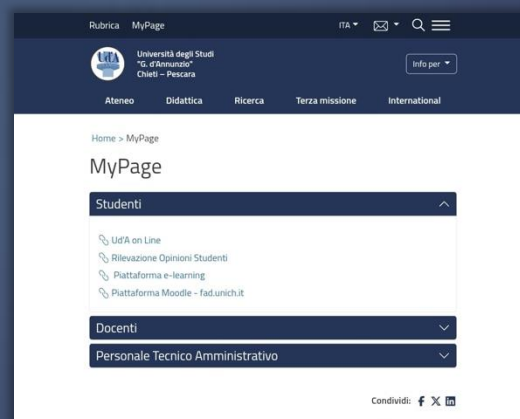 Rubrica MyPage ITA
UdA
Università degli Studi
"G. d'Annunzio"
Chieti – Pescara
Info per
Ateneo Didattica Ricerca Terza missione International
Home > MyPage
MyPage
Studenti
Ud'A on Line
Rilevazione Opinioni Studenti
Piattaforma e-learning
Piattaforma Moodle - fad.unich.it
Docenti
Personale Tecnico Amministrativo
Condividi: